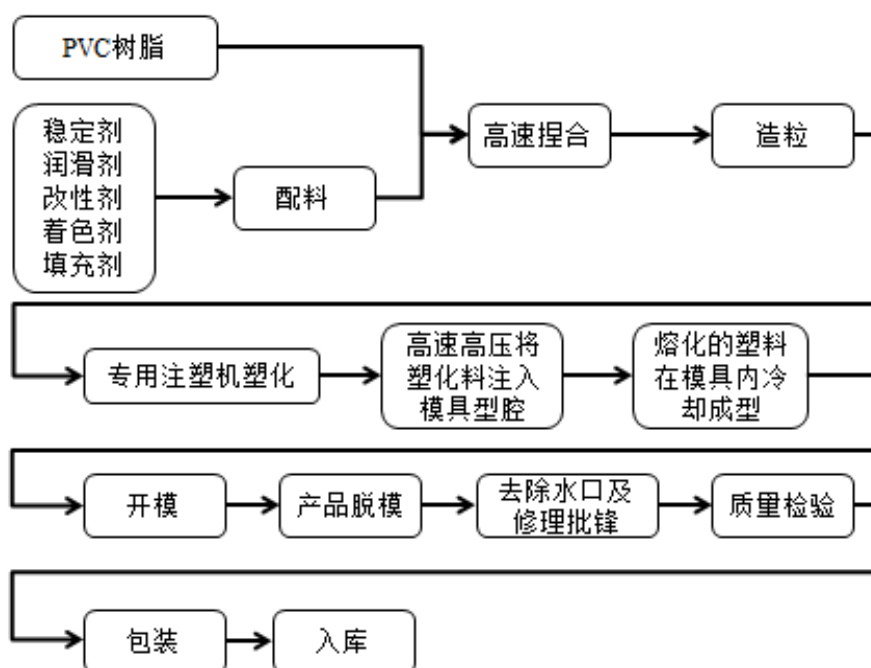 PVC树脂
稳定剂
润滑剂
改性剂
着色剂
填充剂
配料
高速捏合
造粒
专用注塑机塑化
高速高压将
塑化料注入
模具型腔
熔化的塑料
在模具内冷
却成型
开模
产品脱模
去除水口及
修理批锋
质量检验
包装
入库